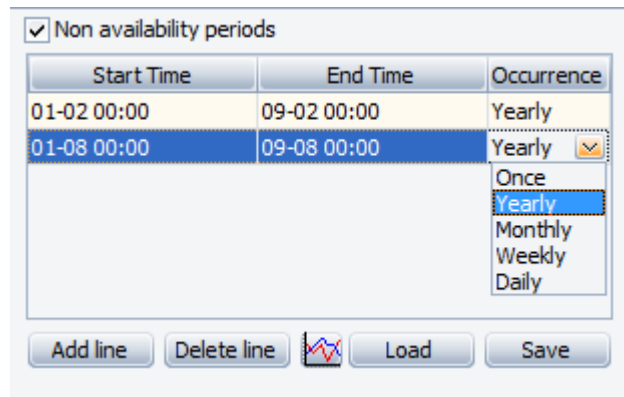 Non availability periods
Start Time End Time Occurrence
01-02 00:00 09-02 00:00 Yearly
01-08 00:00 09-08 00:00 Yearly
Once
Yearly
Monthly
Weekly
Daily
Add line Delete line Load Save